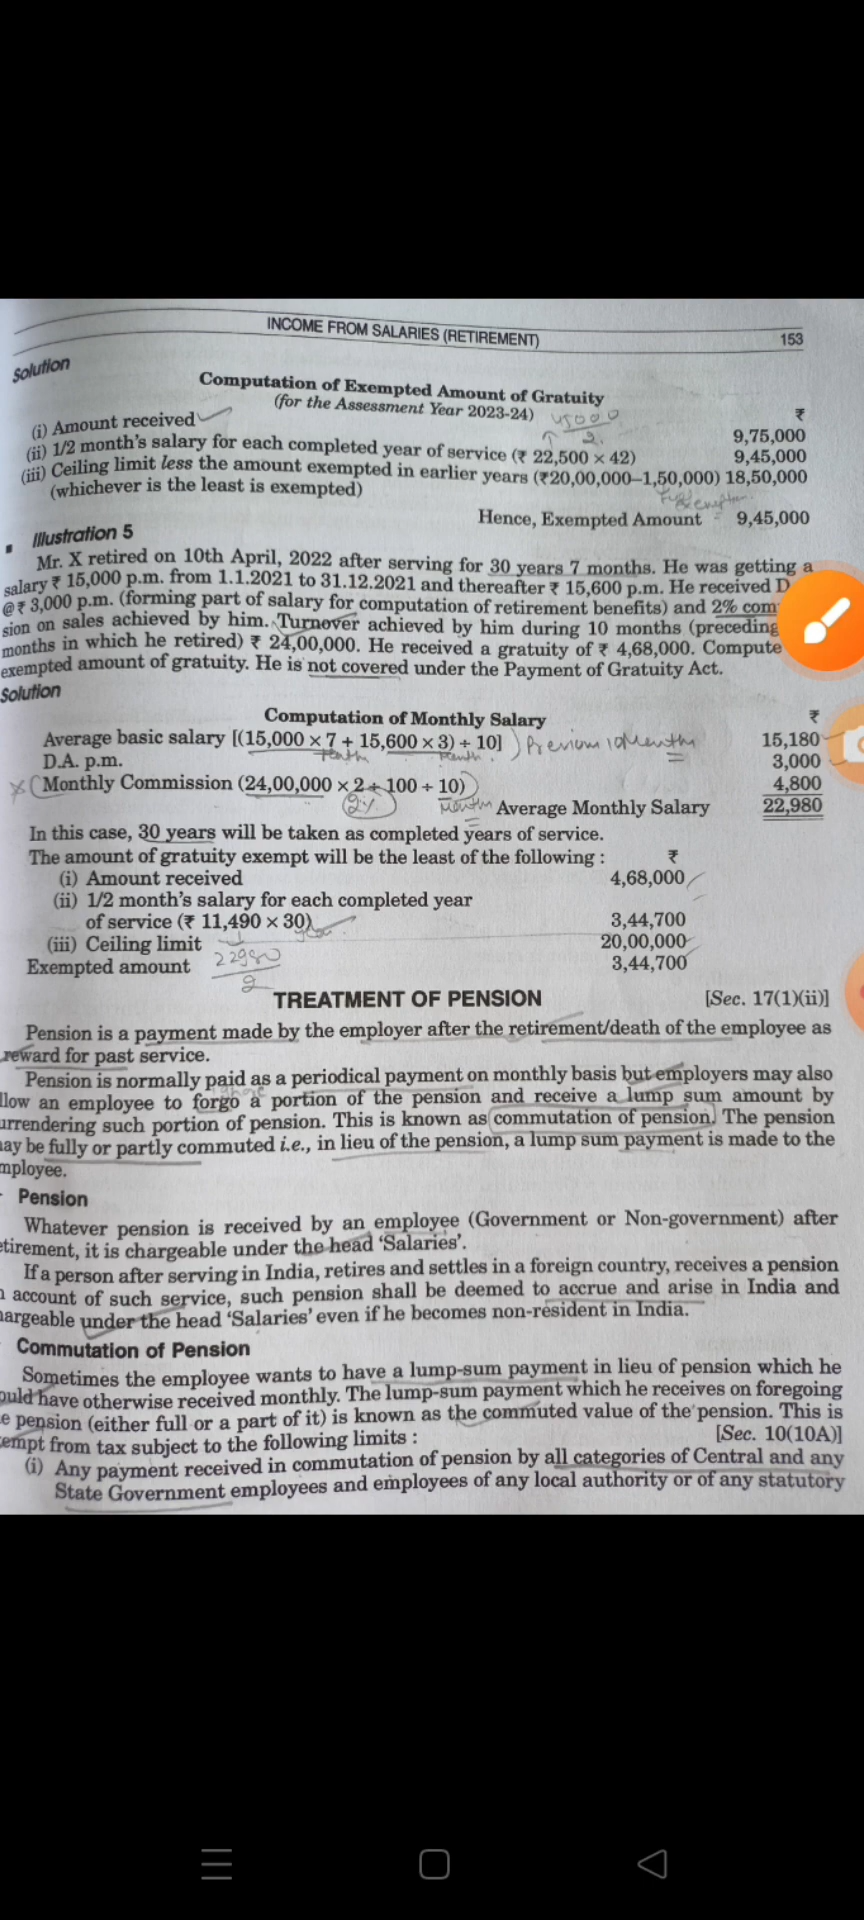 INCOME FROM SALARIES (RETIREMENT) 153
Solution
Computation of Exempted Amount of Gratuity
(for the Assessment Year 2023-24) 45000 ₹
2
(i) Amount received 9,75,000
(ii) 1/2 month's salary for each completed year of service (₹ 22,500 × 42) 9,45,000
(iii) Ceiling limit less the amount exempted in earlier years (₹20,00,000–1,50,000) 18,50,000
(whichever is the least is exempted)
Hence, Exempted Amount = 9,45,000
Illustration 5
Mr. X retired on 10th April, 2022 after serving for 30 years 7 months. He was getting a
salary ₹ 15,000 p.m. from 1.1.2021 to 31.12.2021 and thereafter ₹ 15,600 p.m. He received D
@₹ 3,000 p.m. (forming part of salary for computation of retirement benefits) and 2% com
sion on sales achieved by him. Turnover achieved by him during 10 months (preceding
months in which he retired) ₹ 24,00,000. He received a gratuity of ₹ 4,68,000. Compute
exempted amount of gratuity. He is not covered under the Payment of Gratuity Act.
Solution
Computation of Monthly Salary ₹
Average basic salary [(15,000 × 7 + 15,600 × 3) ÷ 10] Previous 10 Months 15,180
D.A. p.m. 3,000
Monthly Commission (24,00,000 × 2 ÷ 100 ÷ 10) 4,800
2% Month Average Monthly Salary 22,980
In this case, 30 years will be taken as completed years of service.
The amount of gratuity exempt will be the least of the following : ₹
(i) Amount received 4,68,000
(ii) 1/2 month's salary for each completed year
of service (₹ 11,490 × 30) 3,44,700
(iii) Ceiling limit 20,00,000
Exempted amount 22980 3,44,700
2
TREATMENT OF PENSION [Sec. 17(1)(ii)]
Pension is a payment made by the employer after the retirement/death of the employee as
reward for past service.
Pension is normally paid as a periodical payment on monthly basis but employers may also
llow an employee to forgo a portion of the pension and receive a lump sum amount by
urrendering such portion of pension. This is known as commutation of pension. The pension
ay be fully or partly commuted i.e., in lieu of the pension, a lump sum payment is made to the
mployee.
Pension
Whatever pension is received by an employee (Government or Non-government) after
etirement, it is chargeable under the head 'Salaries'.
If a person after serving in India, retires and settles in a foreign country, receives a pension
n account of such service, such pension shall be deemed to accrue and arise in India and
hargeable under the head 'Salaries' even if he becomes non-resident in India.
Commutation of Pension
Sometimes the employee wants to have a lump-sum payment in lieu of pension which he
ould have otherwise received monthly. The lump-sum payment which he receives on foregoing
e pension (either full or a part of it) is known as the commuted value of the pension. This is
empt from tax subject to the following limits : [Sec. 10(10A)]
(i) Any payment received in commutation of pension by all categories of Central and any
State Government employees and employees of any local authority or of any statutory